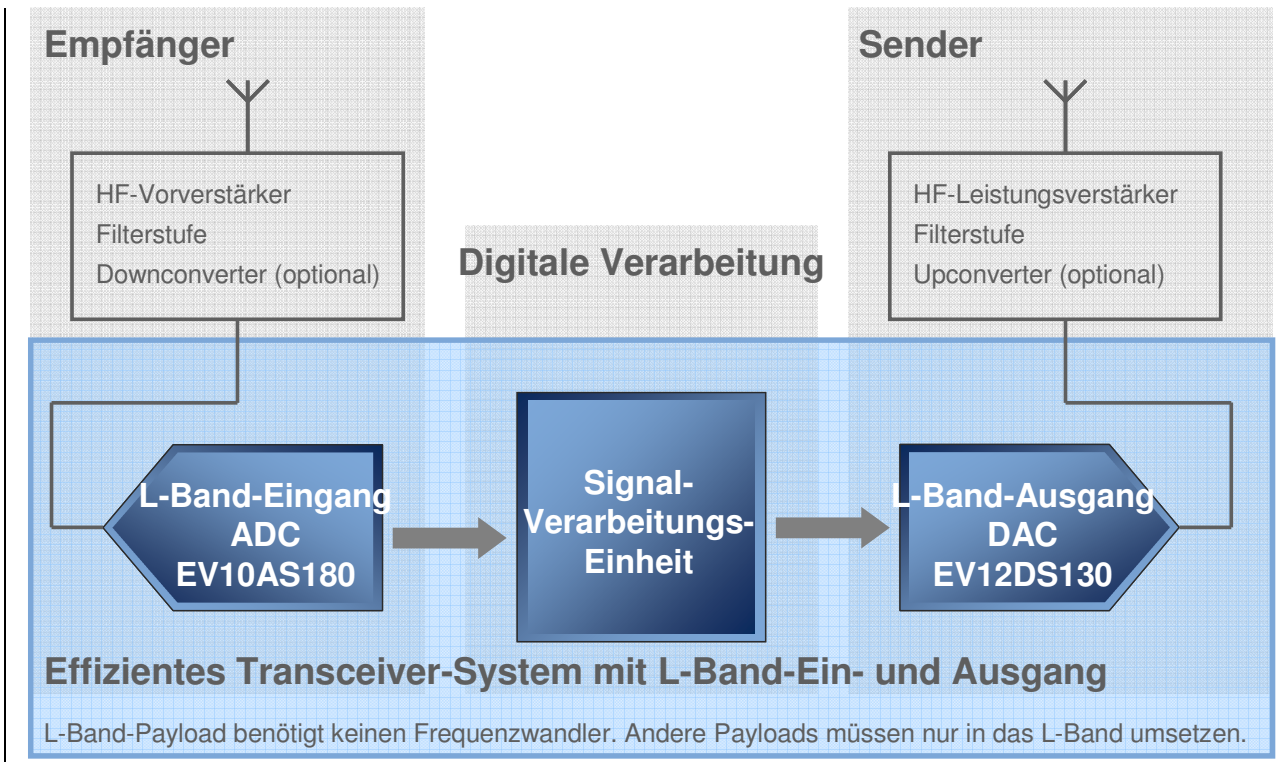 Empfänger
HF-Vorverstärker
Filterstufe
Downconverter (optional)
Digitale Verarbeitung
Sender
HF-Leistungsverstärker
Filterstufe
Upconverter (optional)
L-Band-Eingang
ADC
EV10AS180
Signal-
Verarbeitungs-
Einheit
L-Band-Ausgang
DAC
EV12DS130
Effizientes Transceiver-System mit L-Band-Ein- und Ausgang
L-Band-Payload benötigt keinen Frequenzwandler. Andere Payloads müssen nur in das L-Band umsetzen.